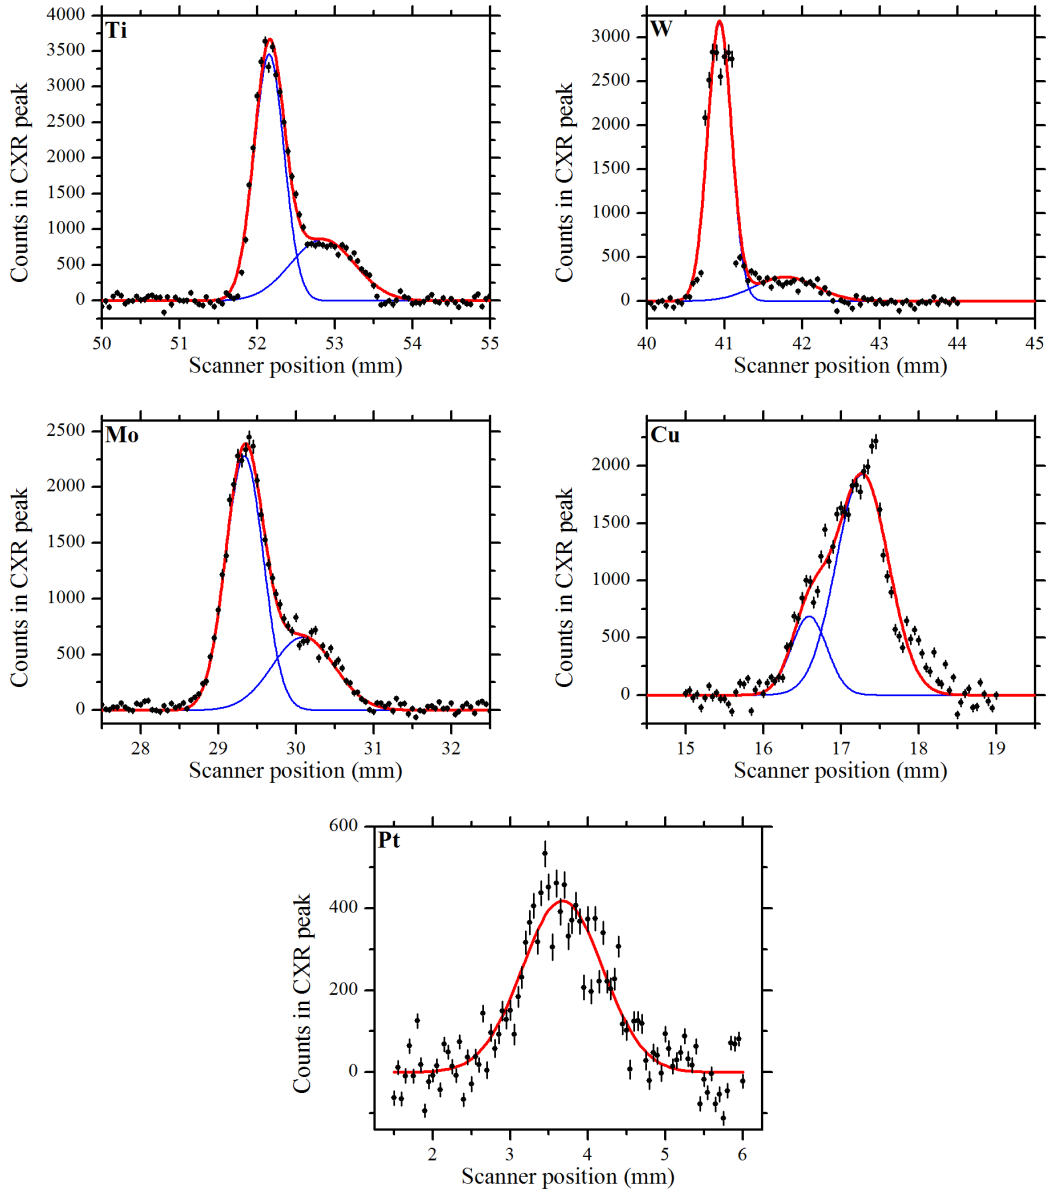 Ti
Counts in CXR peak
4000
3500
3000
2500
2000
1500
1000
500
0
50 51 52 53 54 55
Scanner position (mm)
W
Counts in CXR peak
3000
2500
2000
1500
1000
500
0
40 41 42 43 44 45
Scanner position (mm)
Mo
Counts in CXR peak
2500
2000
1500
1000
500
0
28 29 30 31 32
Scanner position (mm)
Cu
Counts in CXR peak
2000
1500
1000
500
0
15 16 17 18 19
Scanner position (mm)
Pt
Counts in CXR peak
600
400
200
0
2 3 4 5 6
Scanner position (mm)